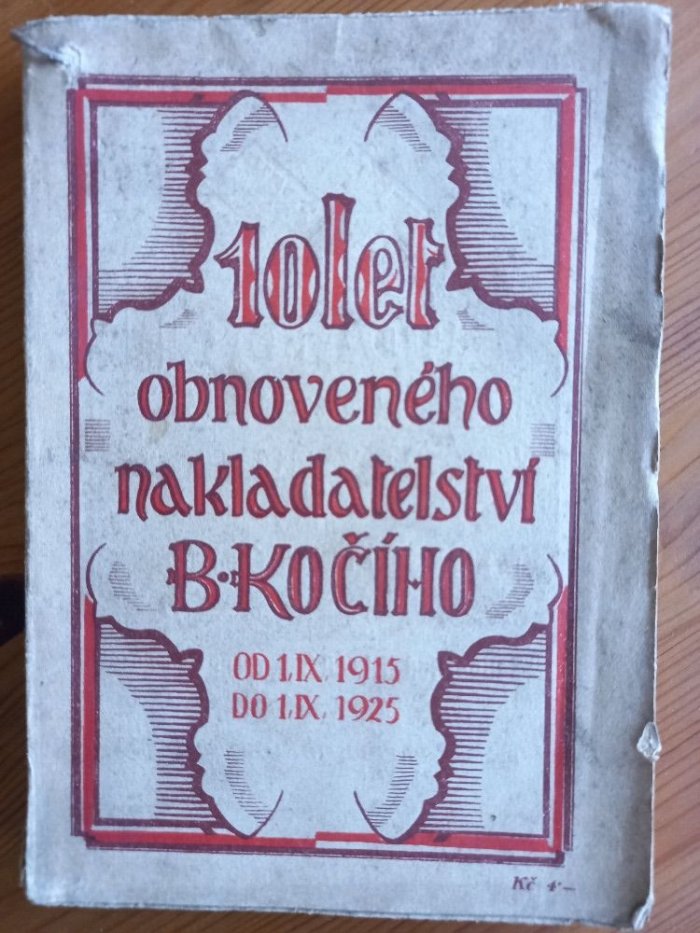 10 let
obnoveného
nakladatelství
B • KOČÍHO
OD 1. IX. 1915
DO 1. IX. 1925
Kč 4·–